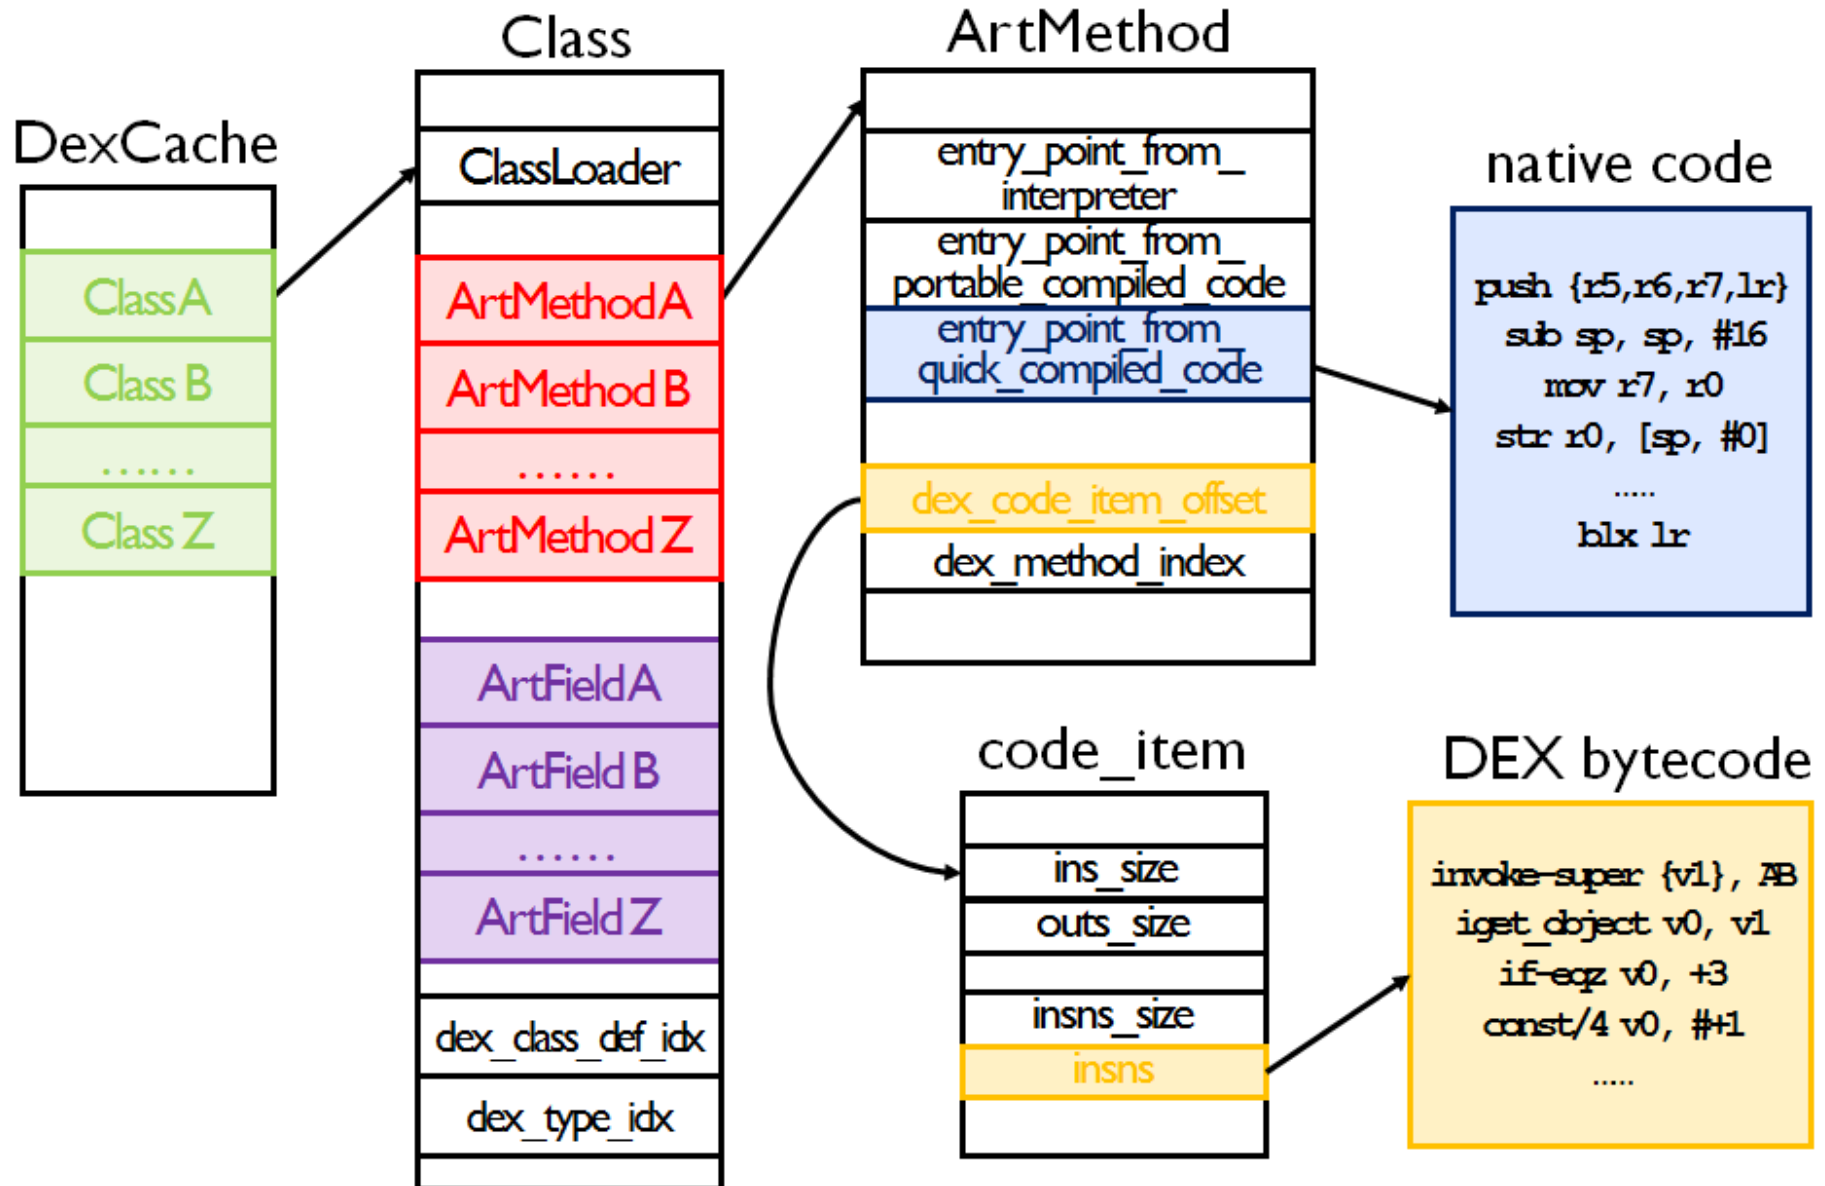 DexCache
Class A
Class B
......
Class Z
Class
ClassLoader
ArtMethod A
ArtMethod B
......
ArtMethod Z
ArtField A
ArtField B
......
ArtField Z
dex_class_def_idx
dex_type_idx
ArtMethod
entry_point_from_
interpreter
entry_point_from_
portable_compiled_code
entry_point_from_
quick_compiled_code
dex_code_item_offset
dex_method_index
native code
push {r5,r6,r7,lr}
sub sp, sp, #16
mov r7, r0
str r0, [sp, #0]
.....
blx lr
code_item
ins_size
outs_size
insns_size
insns
DEX bytecode
invoke-super {v1}, AB
iget_object v0, v1
if-eqz v0, +3
const/4 v0, #+1
.....